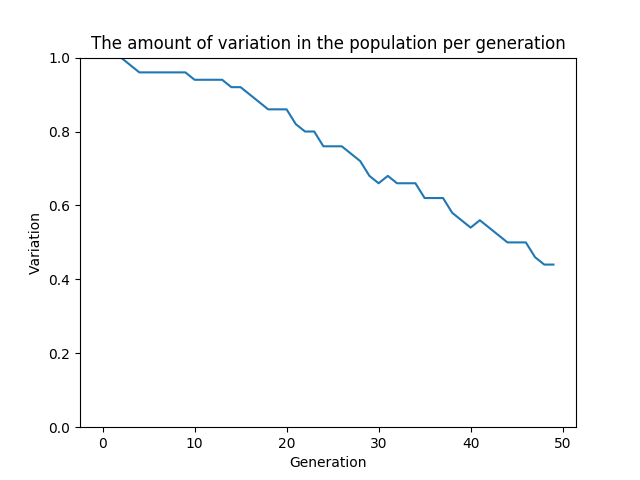 The amount of variation in the population per generation
1.0
0.8
0.6
0.4
0.2
0.0
Variation
0 10 20 30 40 50
Generation